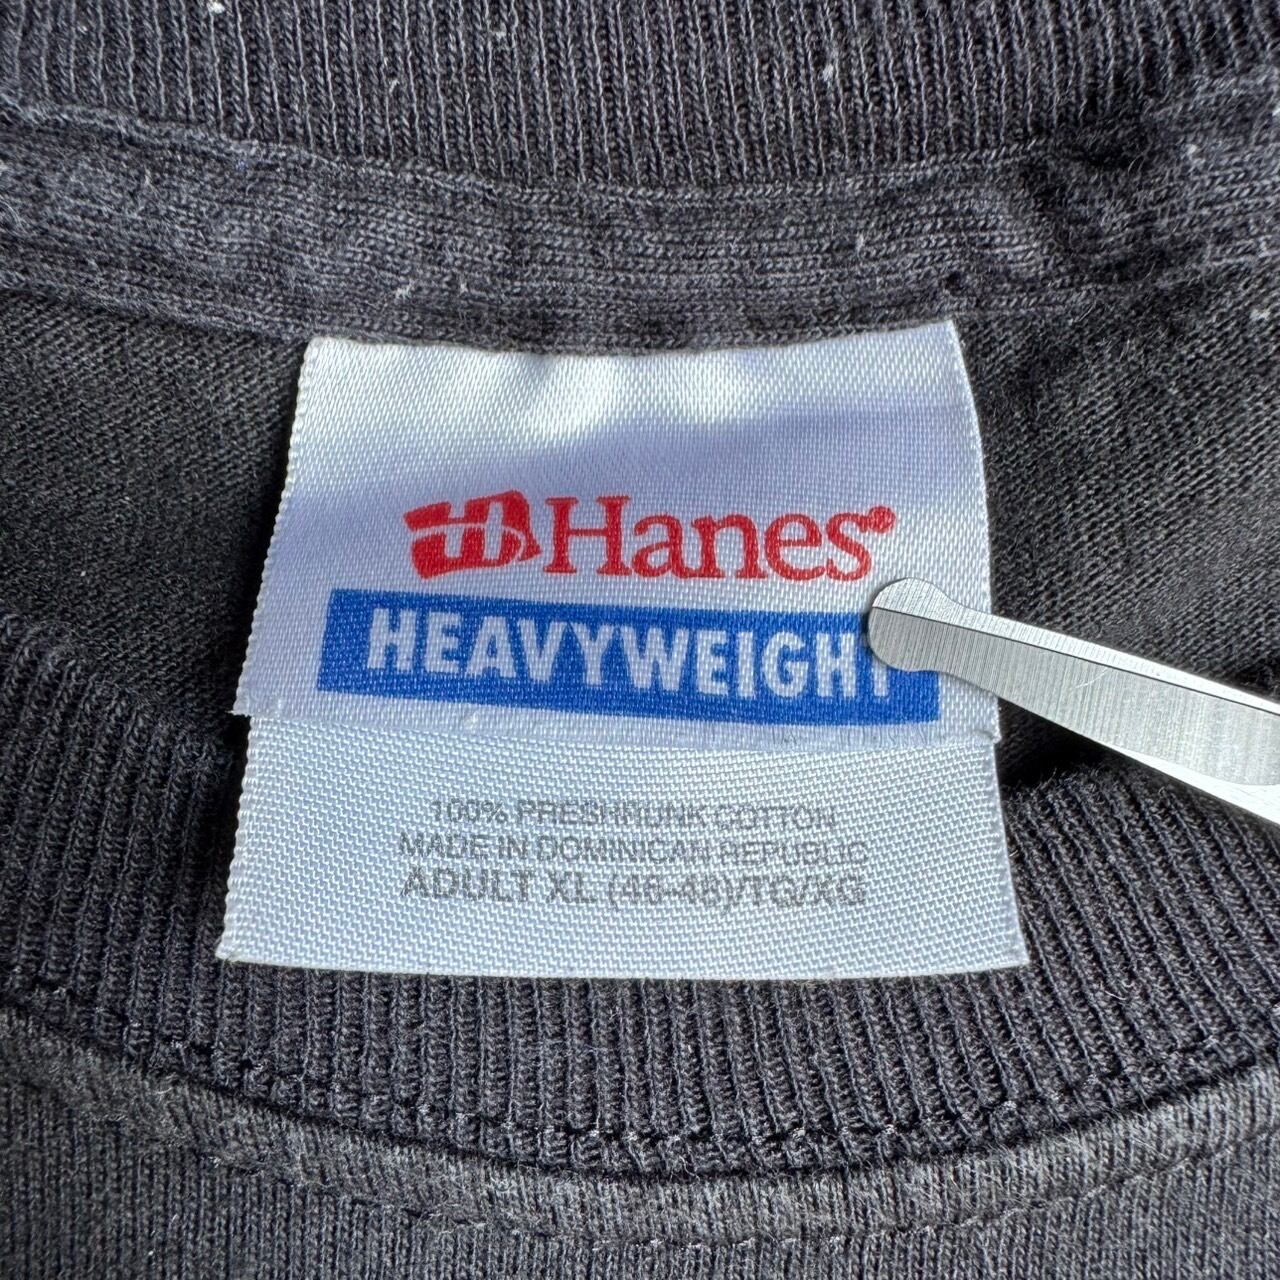 Hanes
HEAVYWEIGHT
100% PRESHRUNK COTTON
MADE IN DOMINICAN REPUBLIC
ADULT XL (46-48)/TG/XG